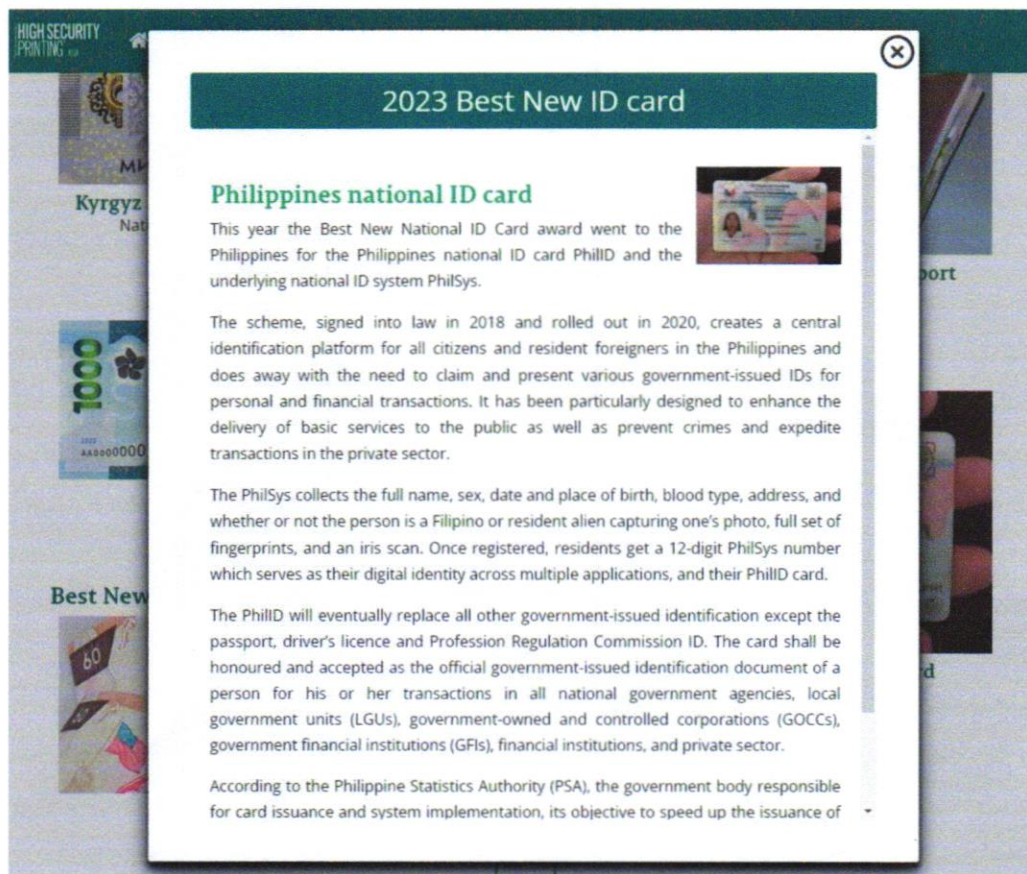 HIGH SECURITY
PRINTING
2023 Best New ID card
Philippines national ID card
This year the Best New National ID Card award went to the
Philippines for the Philippines national ID card PhilID and the
underlying national ID system PhilSys.
The scheme, signed into law in 2018 and rolled out in 2020, creates a central
identification platform for all citizens and resident foreigners in the Philippines and
does away with the need to claim and present various government-issued IDs for
personal and financial transactions. It has been particularly designed to enhance the
delivery of basic services to the public as well as prevent crimes and expedite
transactions in the private sector.
The PhilSys collects the full name, sex, date and place of birth, blood type, address, and
whether or not the person is a Filipino or resident alien capturing one's photo, full set of
fingerprints, and an iris scan. Once registered, residents get a 12-digit PhilSys number
which serves as their digital identity across multiple applications, and their PhilID card.
The PhilID will eventually replace all other government-issued identification except the
passport, driver's licence and Profession Regulation Commission ID. The card shall be
honoured and accepted as the official government-issued identification document of a
person for his or her transactions in all national government agencies, local
government units (LGUs), government-owned and controlled corporations (GOCCs),
government financial institutions (GFIs), financial institutions, and private sector.
According to the Philippine Statistics Authority (PSA), the government body responsible
for card issuance and system implementation, its objective to speed up the issuance of
Kyrgyz
Nat
port
1000
Best New
60